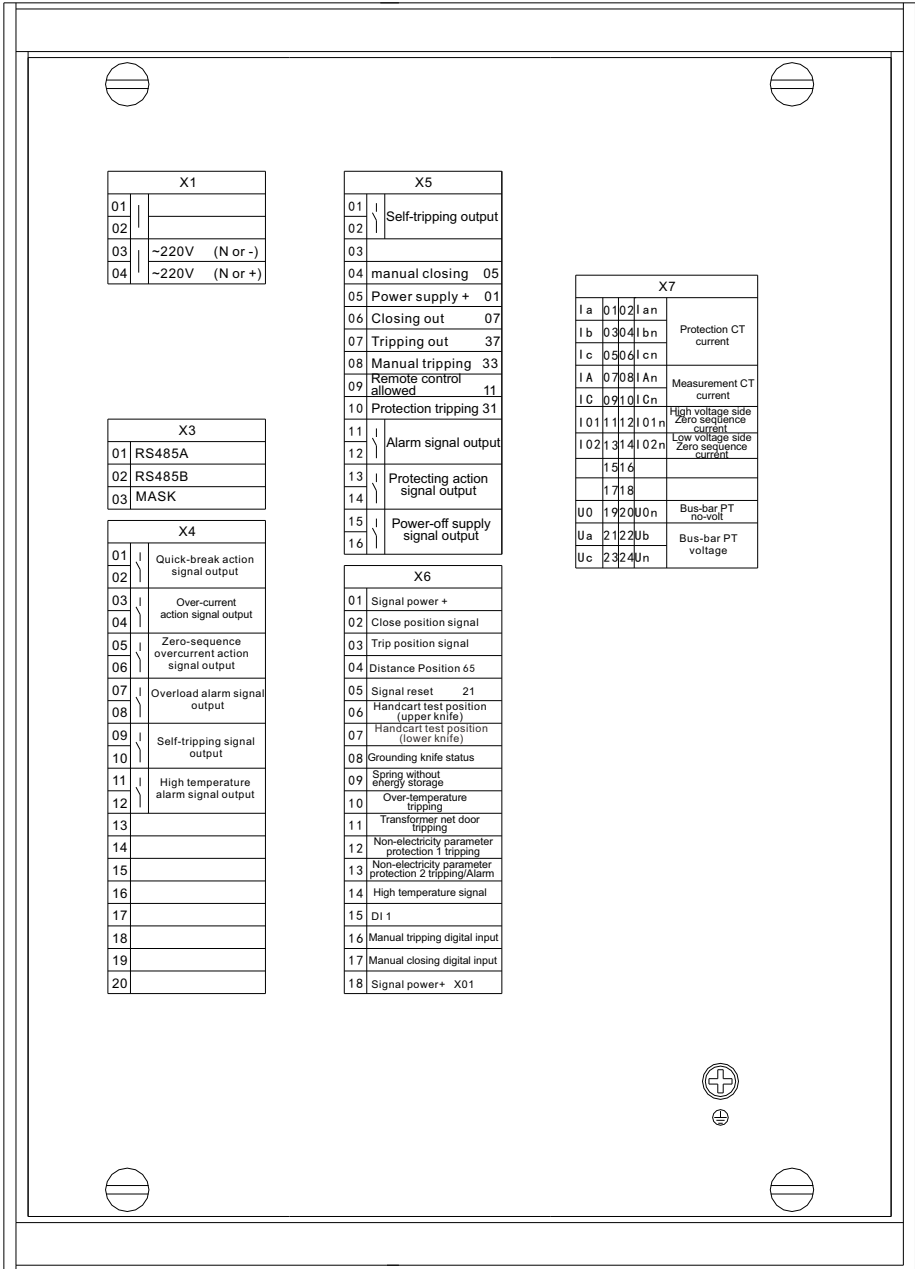 X1
01
02
03 ~220V (N or -)
04 ~220V (N or +)
X3
01 RS485A
02 RS485B
03 MASK
X4
01
02
Quick-break action
signal output
03
04
Over-current
action signal output
05
06
Zero-sequence
overcurrent action
signal output
07
08
Overload alarm signal
output
09
10
Self-tripping signal
output
11
12
High temperature
alarm signal output
13
14
15
16
17
18
19
20
X5
01
02
Self-tripping output
03
04 manual closing 05
05 Power supply + 01
06 Closing out 07
07 Tripping out 37
08 Manual tripping 33
09 Remote control
allowed 11
10 Protection tripping 31
11
12
Alarm signal output
13
14
Protecting action
signal output
15
16
Power-off supply
signal output
X6
01 Signal power +
02 Close position signal
03 Trip position signal
04 Distance Position 65
05 Signal reset 21
06 Handcart test position
(upper knife)
07 Handcart test position
(lower knife)
08 Grounding knife status
09 Spring without
energy storage
10 Over-temperature
tripping
11 Transformer net door
tripping
12 Non-electricity parameter
protection 1 tripping
13 Non-electricity parameter
protection 2 tripping/Alarm
14 High temperature signal
15 DI 1
16 Manual tripping digital input
17 Manual closing digital input
18 Signal power+ X01
X7
Ia 01 02 Ian
Ib 03 04 Ibn
Ic 05 06 Icn
Protection CT
current
IA 07 08 IAn
IC 09 10 ICn
Measurement CT
current
I01 11 12 I01n
High voltage side
Zero sequence
current
I02 13 14 I02n
Low voltage side
Zero sequence
current
15 16
17 18
U0 19 20 U0n
Bus-bar PT
no-volt
Ua 21 22 Ub
Uc 23 24 Un
Bus-bar PT
voltage